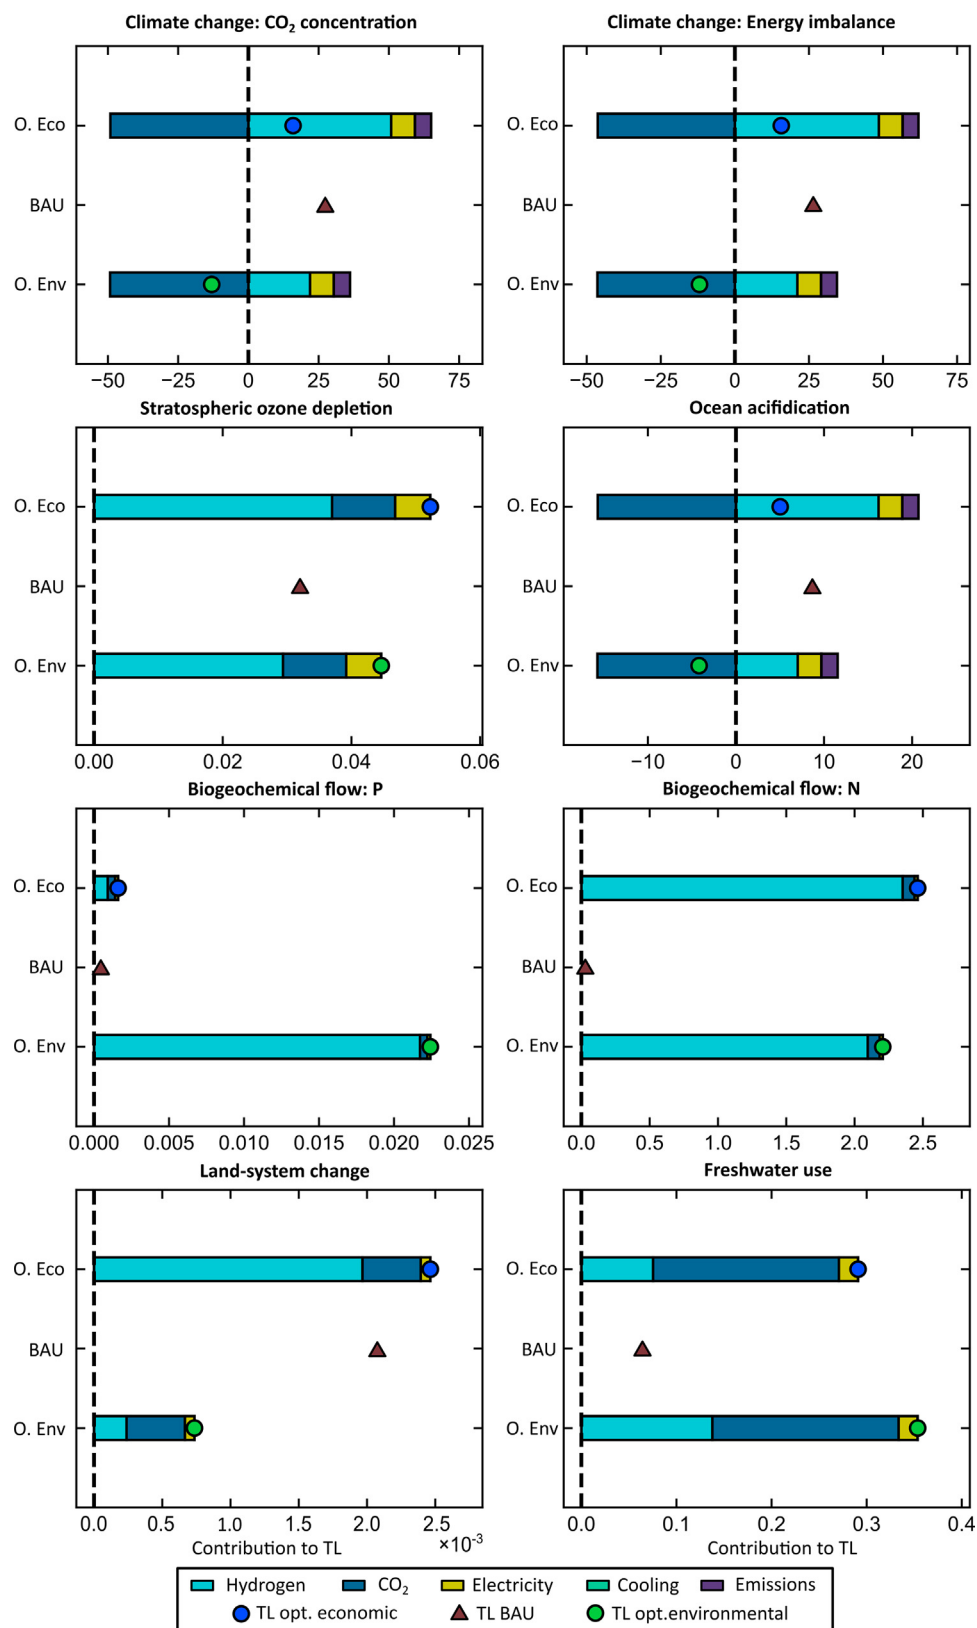 Climate change: CO₂ concentration
O. Eco
BAU
O. Env
−50 −25 0 25 50 75
Climate change: Energy imbalance
O. Eco
BAU
O. Env
−50 −25 0 25 50 75
Stratospheric ozone depletion
O. Eco
BAU
O. Env
0.00 0.02 0.04 0.06
Ocean acifidication
O. Eco
BAU
O. Env
−10 0 10 20
Biogeochemical flow: P
O. Eco
BAU
O. Env
0.000 0.005 0.010 0.015 0.020 0.025
Biogeochemical flow: N
O. Eco
BAU
O. Env
0.0 0.5 1.0 1.5 2.0 2.5
Land-system change
O. Eco
BAU
O. Env
0.0 0.5 1.0 1.5 2.0 2.5
Contribution to TL ×10⁻³
Freshwater use
O. Eco
BAU
O. Env
0.0 0.1 0.2 0.3 0.4
Contribution to TL
Hydrogen CO₂ Electricity Cooling Emissions
TL opt. economic TL BAU TL opt.environmental